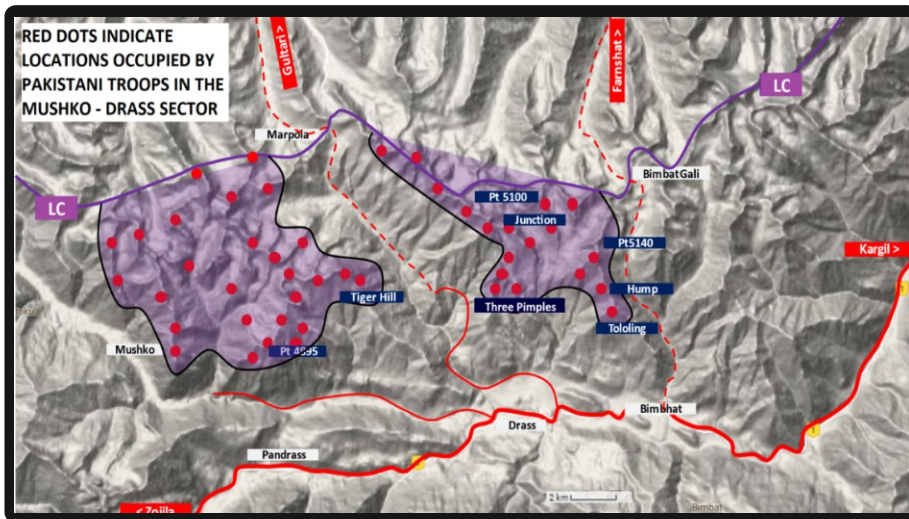 RED DOTS INDICATE
LOCATIONS OCCUPIED BY
PAKISTANI TROOPS IN THE
MUSHKO - DRASS SECTOR
Gultari >
Farnshat >
LC
Marpola
BimbatGali
LC
Pt 5100
Junction
Pt5140
Kargil >
Tiger Hill
Hump
Three Pimples
Tololing
Mushko
Pt 4895
Bimbhat
Drass
Pandrass
1
2 km
< Zojila
Bimbat